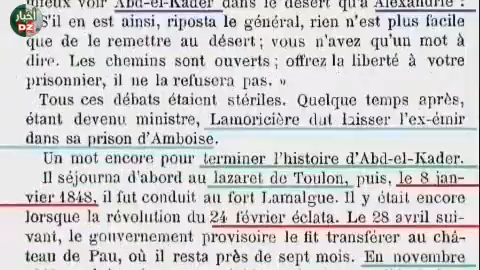 mieux voir Abd-el-Kader dans le désert qu'à Alexandrie :
« S'il en est ainsi, riposta le général, rien n'est plus facile
que de le remettre au désert ; vous n'avez qu'un mot à
dire. Les chemins sont ouverts ; offrez la liberté à votre
prisonnier, il ne la refusera pas. »
Tous ces débats étaient stériles. Quelque temps après,
étant devenu ministre, Lamoricière dut laisser l'ex-émir
dans sa prison d'Amboise.
Un mot encore pour terminer l'histoire d'Abd-el-Kader.
Il séjourna d'abord au lazaret de Toulon, puis, le 8 jan-
vier 1848, il fut conduit au fort Lamalgue. Il y était encore
lorsque la révolution du 24 février éclata. Le 28 avril sui-
vant, le gouvernement provisoire le fit transférer au châ-
teau de Pau, où il resta près de sept mois. En novembre
أخبار
DZ